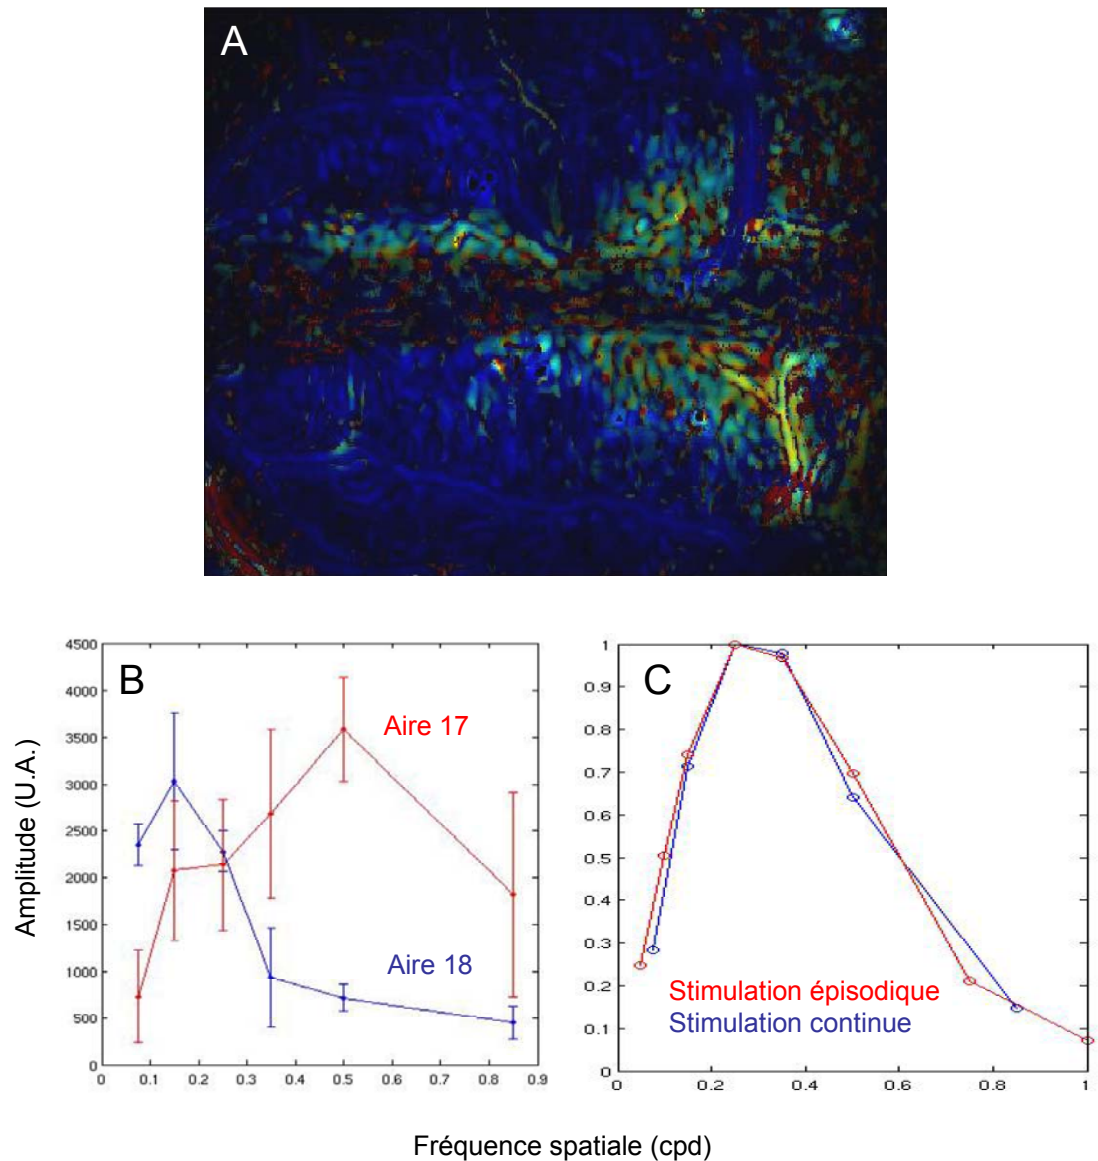 A
B
Aire 17
Aire 18
4500
4000
3500
3000
2500
2000
1500
1000
500
0
0 0.1 0.2 0.3 0.4 0.5 0.6 0.7 0.8 0.9
Amplitude (U.A.)
C
Stimulation épisodique
Stimulation continue
1
0.9
0.8
0.7
0.6
0.5
0.4
0.3
0.2
0.1
0
0 0.2 0.4 0.6 0.8 1
Fréquence spatiale (cpd)